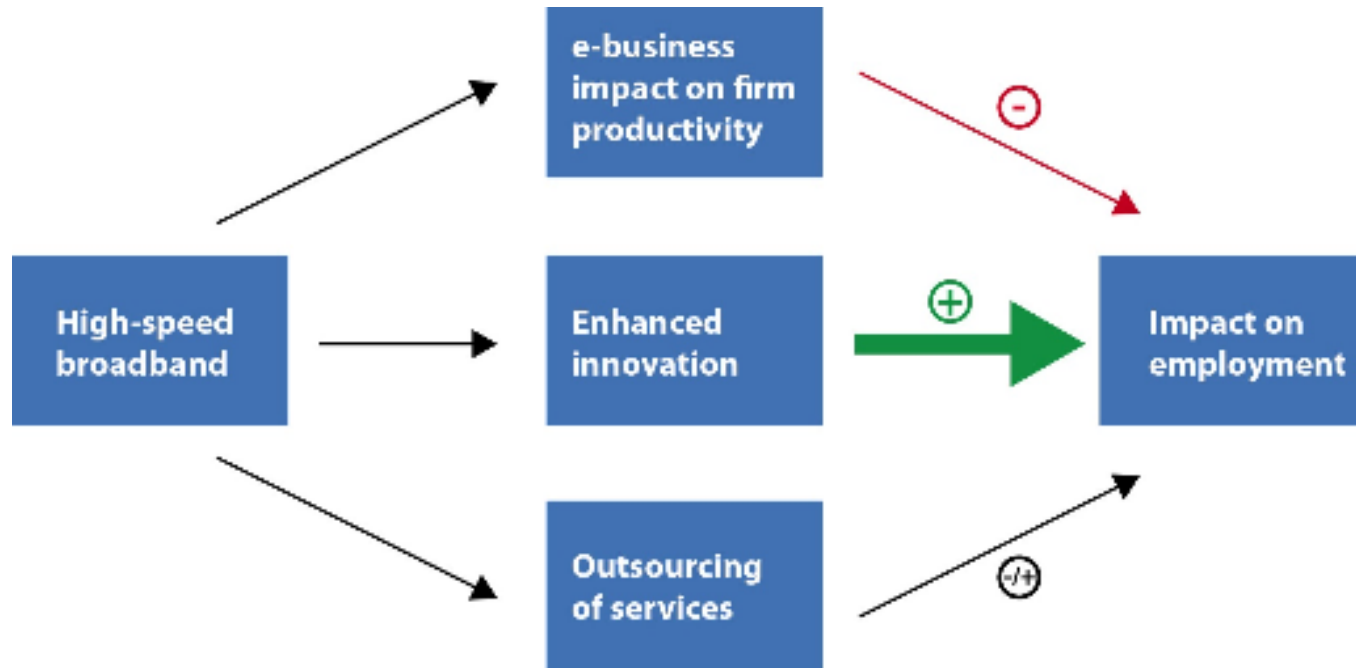 e-business
impact on firm
productivity
-
High-speed
broadband
Enhanced
innovation
+
Impact on
employment
Outsourcing
of services
-/+